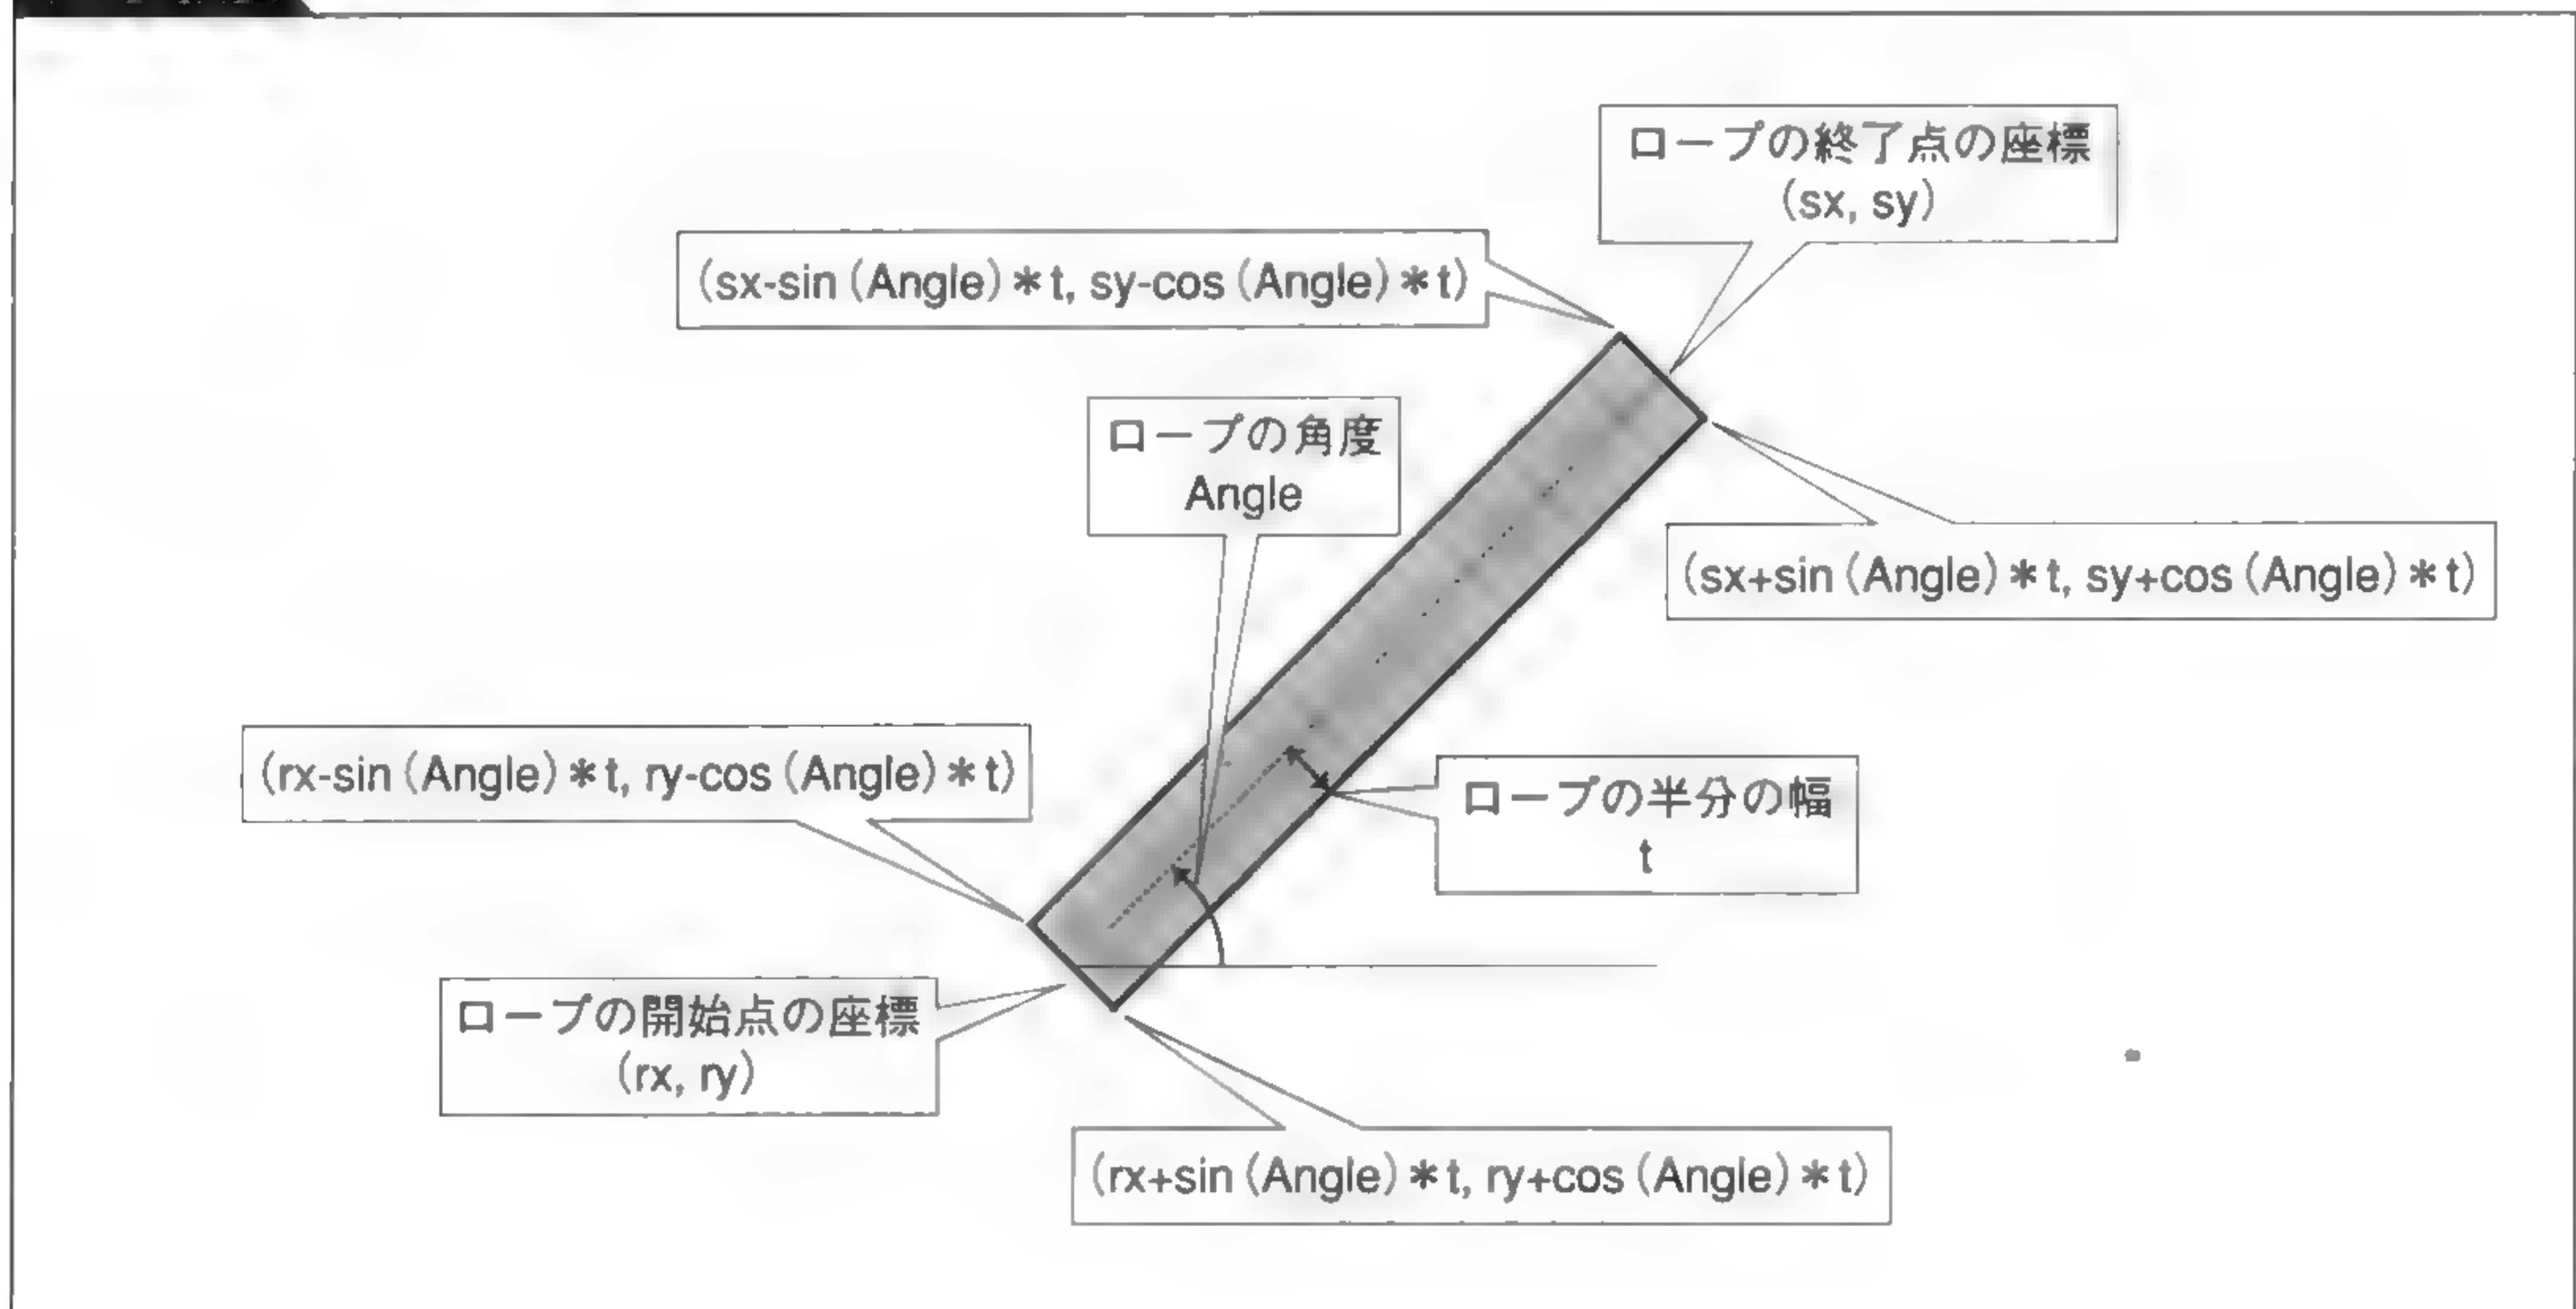 ロープの終了点の座標
(sx, sy)
(sx-sin(Angle)*t, sy-cos(Angle)*t)
ロープの角度
Angle
(sx+sin(Angle)*t, sy+cos(Angle)*t)
(rx-sin(Angle)*t, ry-cos(Angle)*t)
ロープの半分の幅
t
ロープの開始点の座標
(rx, ry)
(rx+sin(Angle)*t, ry+cos(Angle)*t)